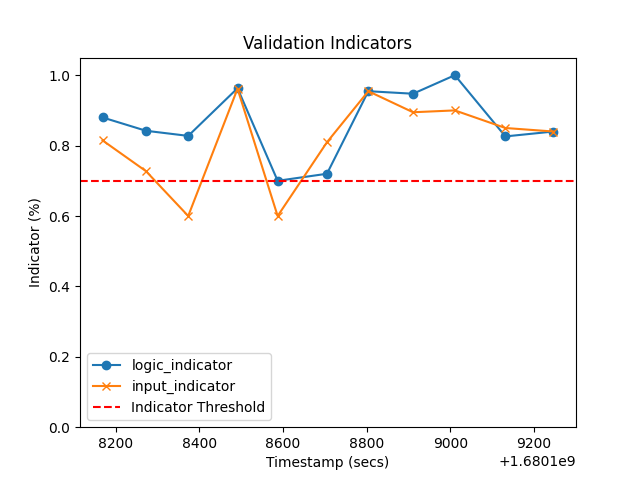 Validation Indicators
Indicator (%)
1.0
0.8
0.6
0.4
0.2
0.0
logic_indicator
input_indicator
Indicator Threshold
8200 8400 8600 8800 9000 9200
Timestamp (secs)
+1.6801e9